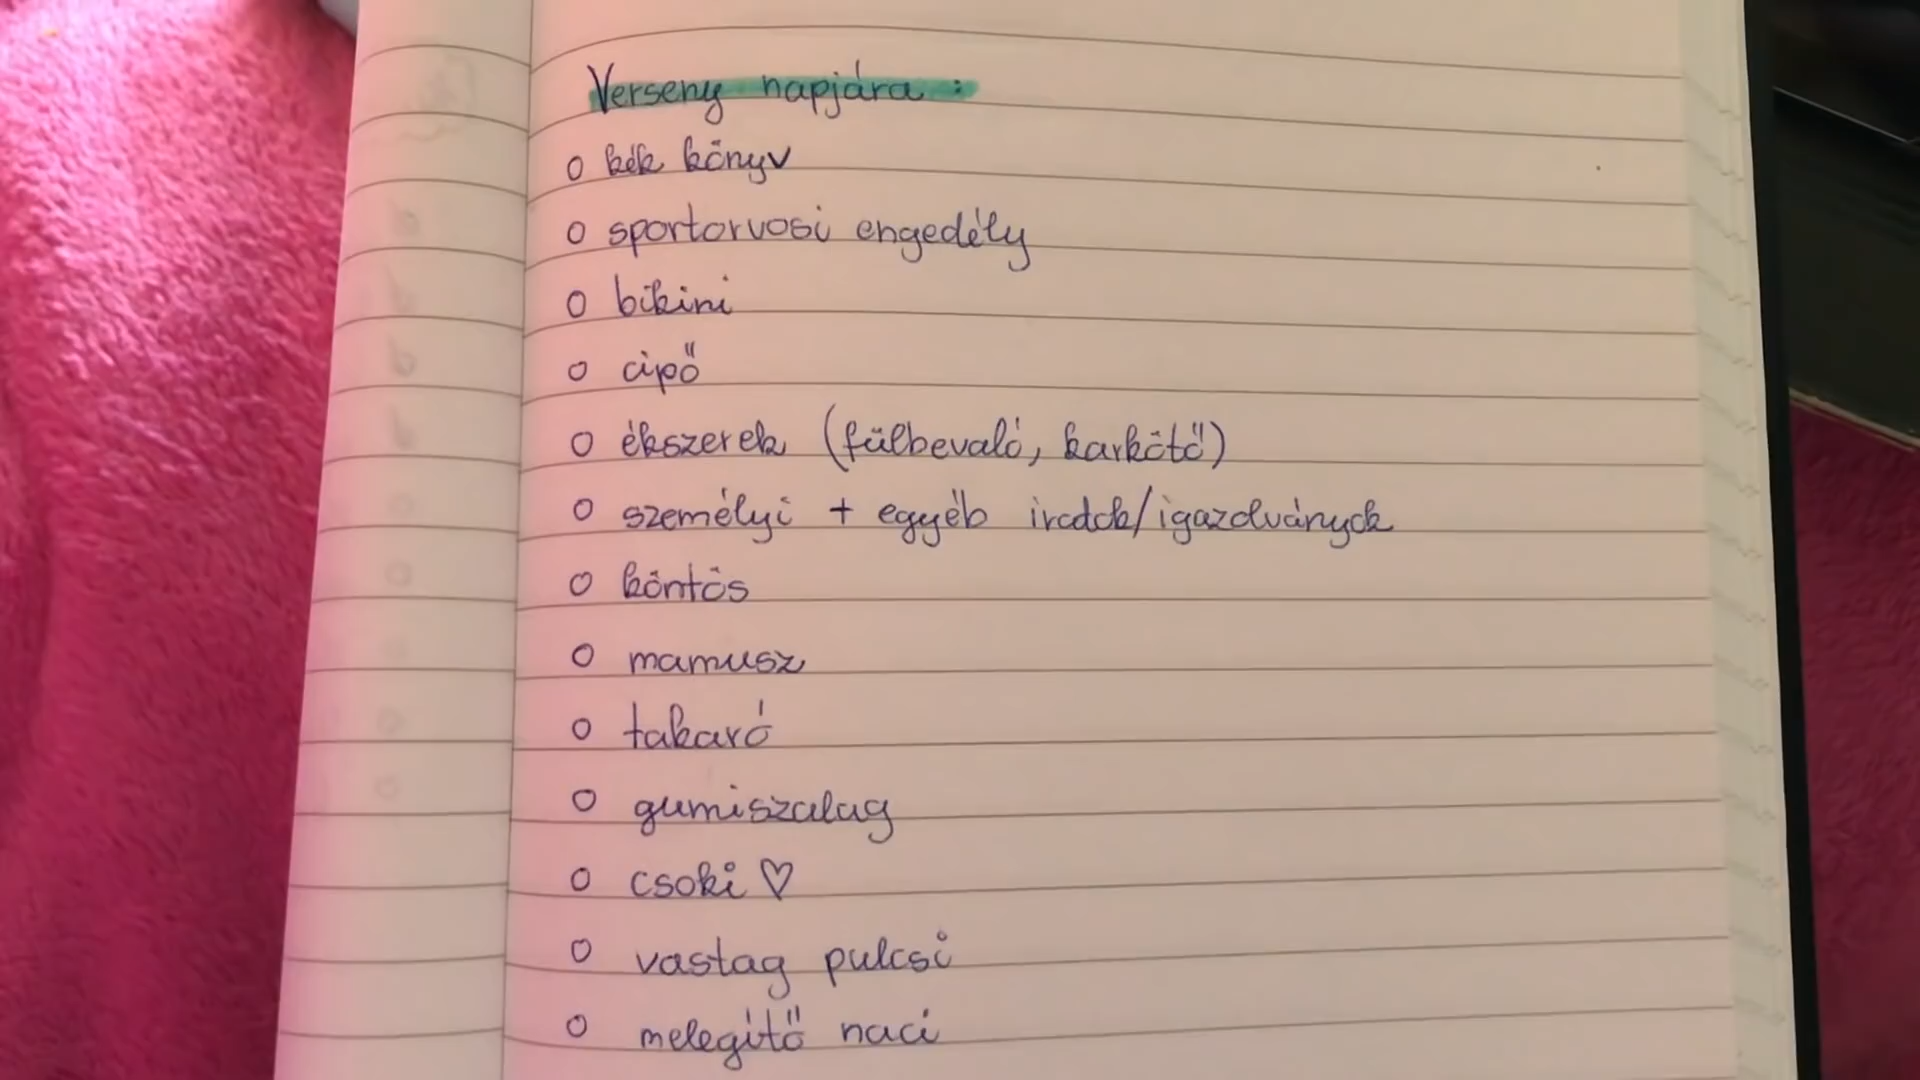 Verseny napjára :
o kék könyv
o sportorvosi engedély
o bikini
o cipő
o ékszerek (fülbevaló, karkötő)
o személyi + egyéb iratok/igazolványok
o köntös
o mamusz
o takaró
o gumiszalag
o csoki ♡
o vastag pulcsi
o melegítő naci